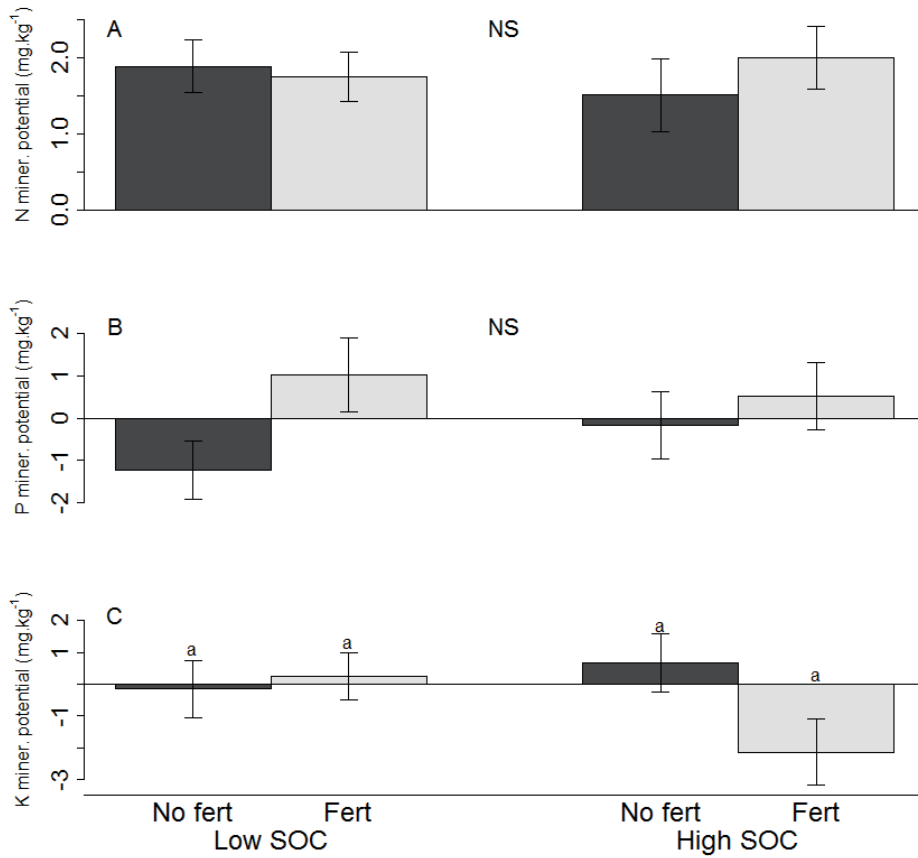 A
NS
N miner. potential (mg.kg⁻¹)
2.0
1.0
0.0
B
NS
P miner. potential (mg.kg⁻¹)
2
1
0
-1
-2
C
K miner. potential (mg.kg⁻¹)
2
1
-1
-3
a
a
a
a
No fert
Fert
No fert
Fert
Low SOC
High SOC